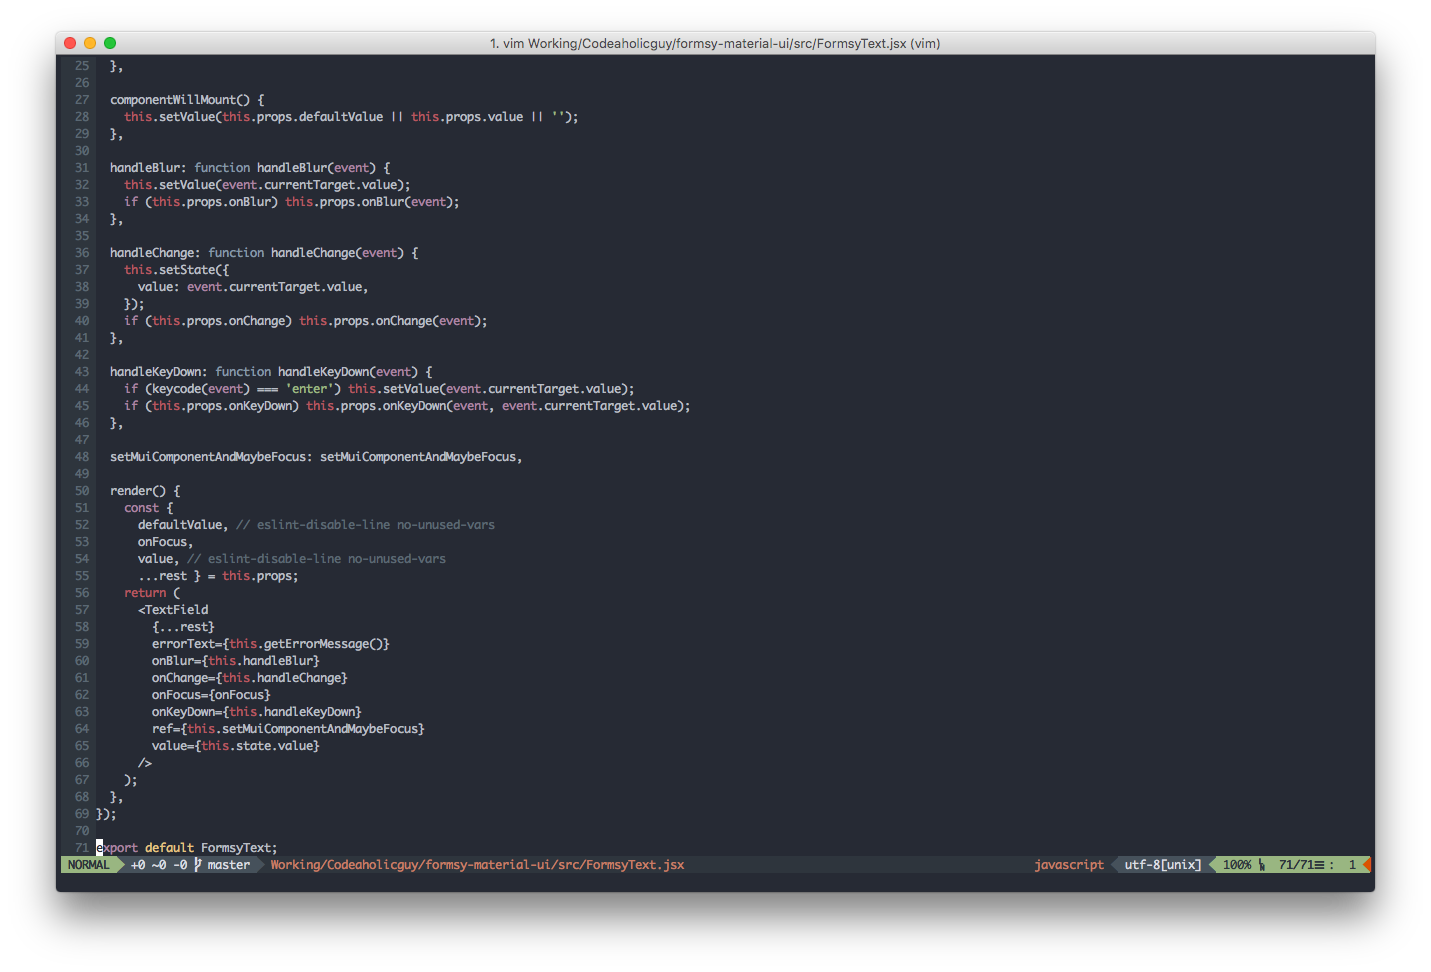 1. vim Working/Codeaholicguy/formsy-material-ui/src/FormsyText.jsx (vim)
25   },
26
27   componentWillMount() {
28     this.setValue(this.props.defaultValue || this.props.value || '');
29   },
30
31   handleBlur: function handleBlur(event) {
32     this.setValue(event.currentTarget.value);
33     if (this.props.onBlur) this.props.onBlur(event);
34   },
35
36   handleChange: function handleChange(event) {
37     this.setState({
38       value: event.currentTarget.value,
39     });
40     if (this.props.onChange) this.props.onChange(event);
41   },
42
43   handleKeyDown: function handleKeyDown(event) {
44     if (keycode(event) === 'enter') this.setValue(event.currentTarget.value);
45     if (this.props.onKeyDown) this.props.onKeyDown(event, event.currentTarget.value);
46   },
47
48   setMuiComponentAndMaybeFocus: setMuiComponentAndMaybeFocus,
49
50   render() {
51     const {
52       defaultValue, // eslint-disable-line no-unused-vars
53       onFocus,
54       value, // eslint-disable-line no-unused-vars
55       ...rest } = this.props;
56     return (
57       <TextField
58         {...rest}
59         errorText={this.getErrorMessage()}
60         onBlur={this.handleBlur}
61         onChange={this.handleChange}
62         onFocus={onFocus}
63         onKeyDown={this.handleKeyDown}
64         ref={this.setMuiComponentAndMaybeFocus}
65         value={this.state.value}
66       />
67     );
68   },
69 });
70
71 export default FormsyText;
NORMAL +0 ~0 -0 master Working/Codeaholicguy/formsy-material-ui/src/FormsyText.jsx javascript utf-8[unix] 100% 71/71≡ : 1